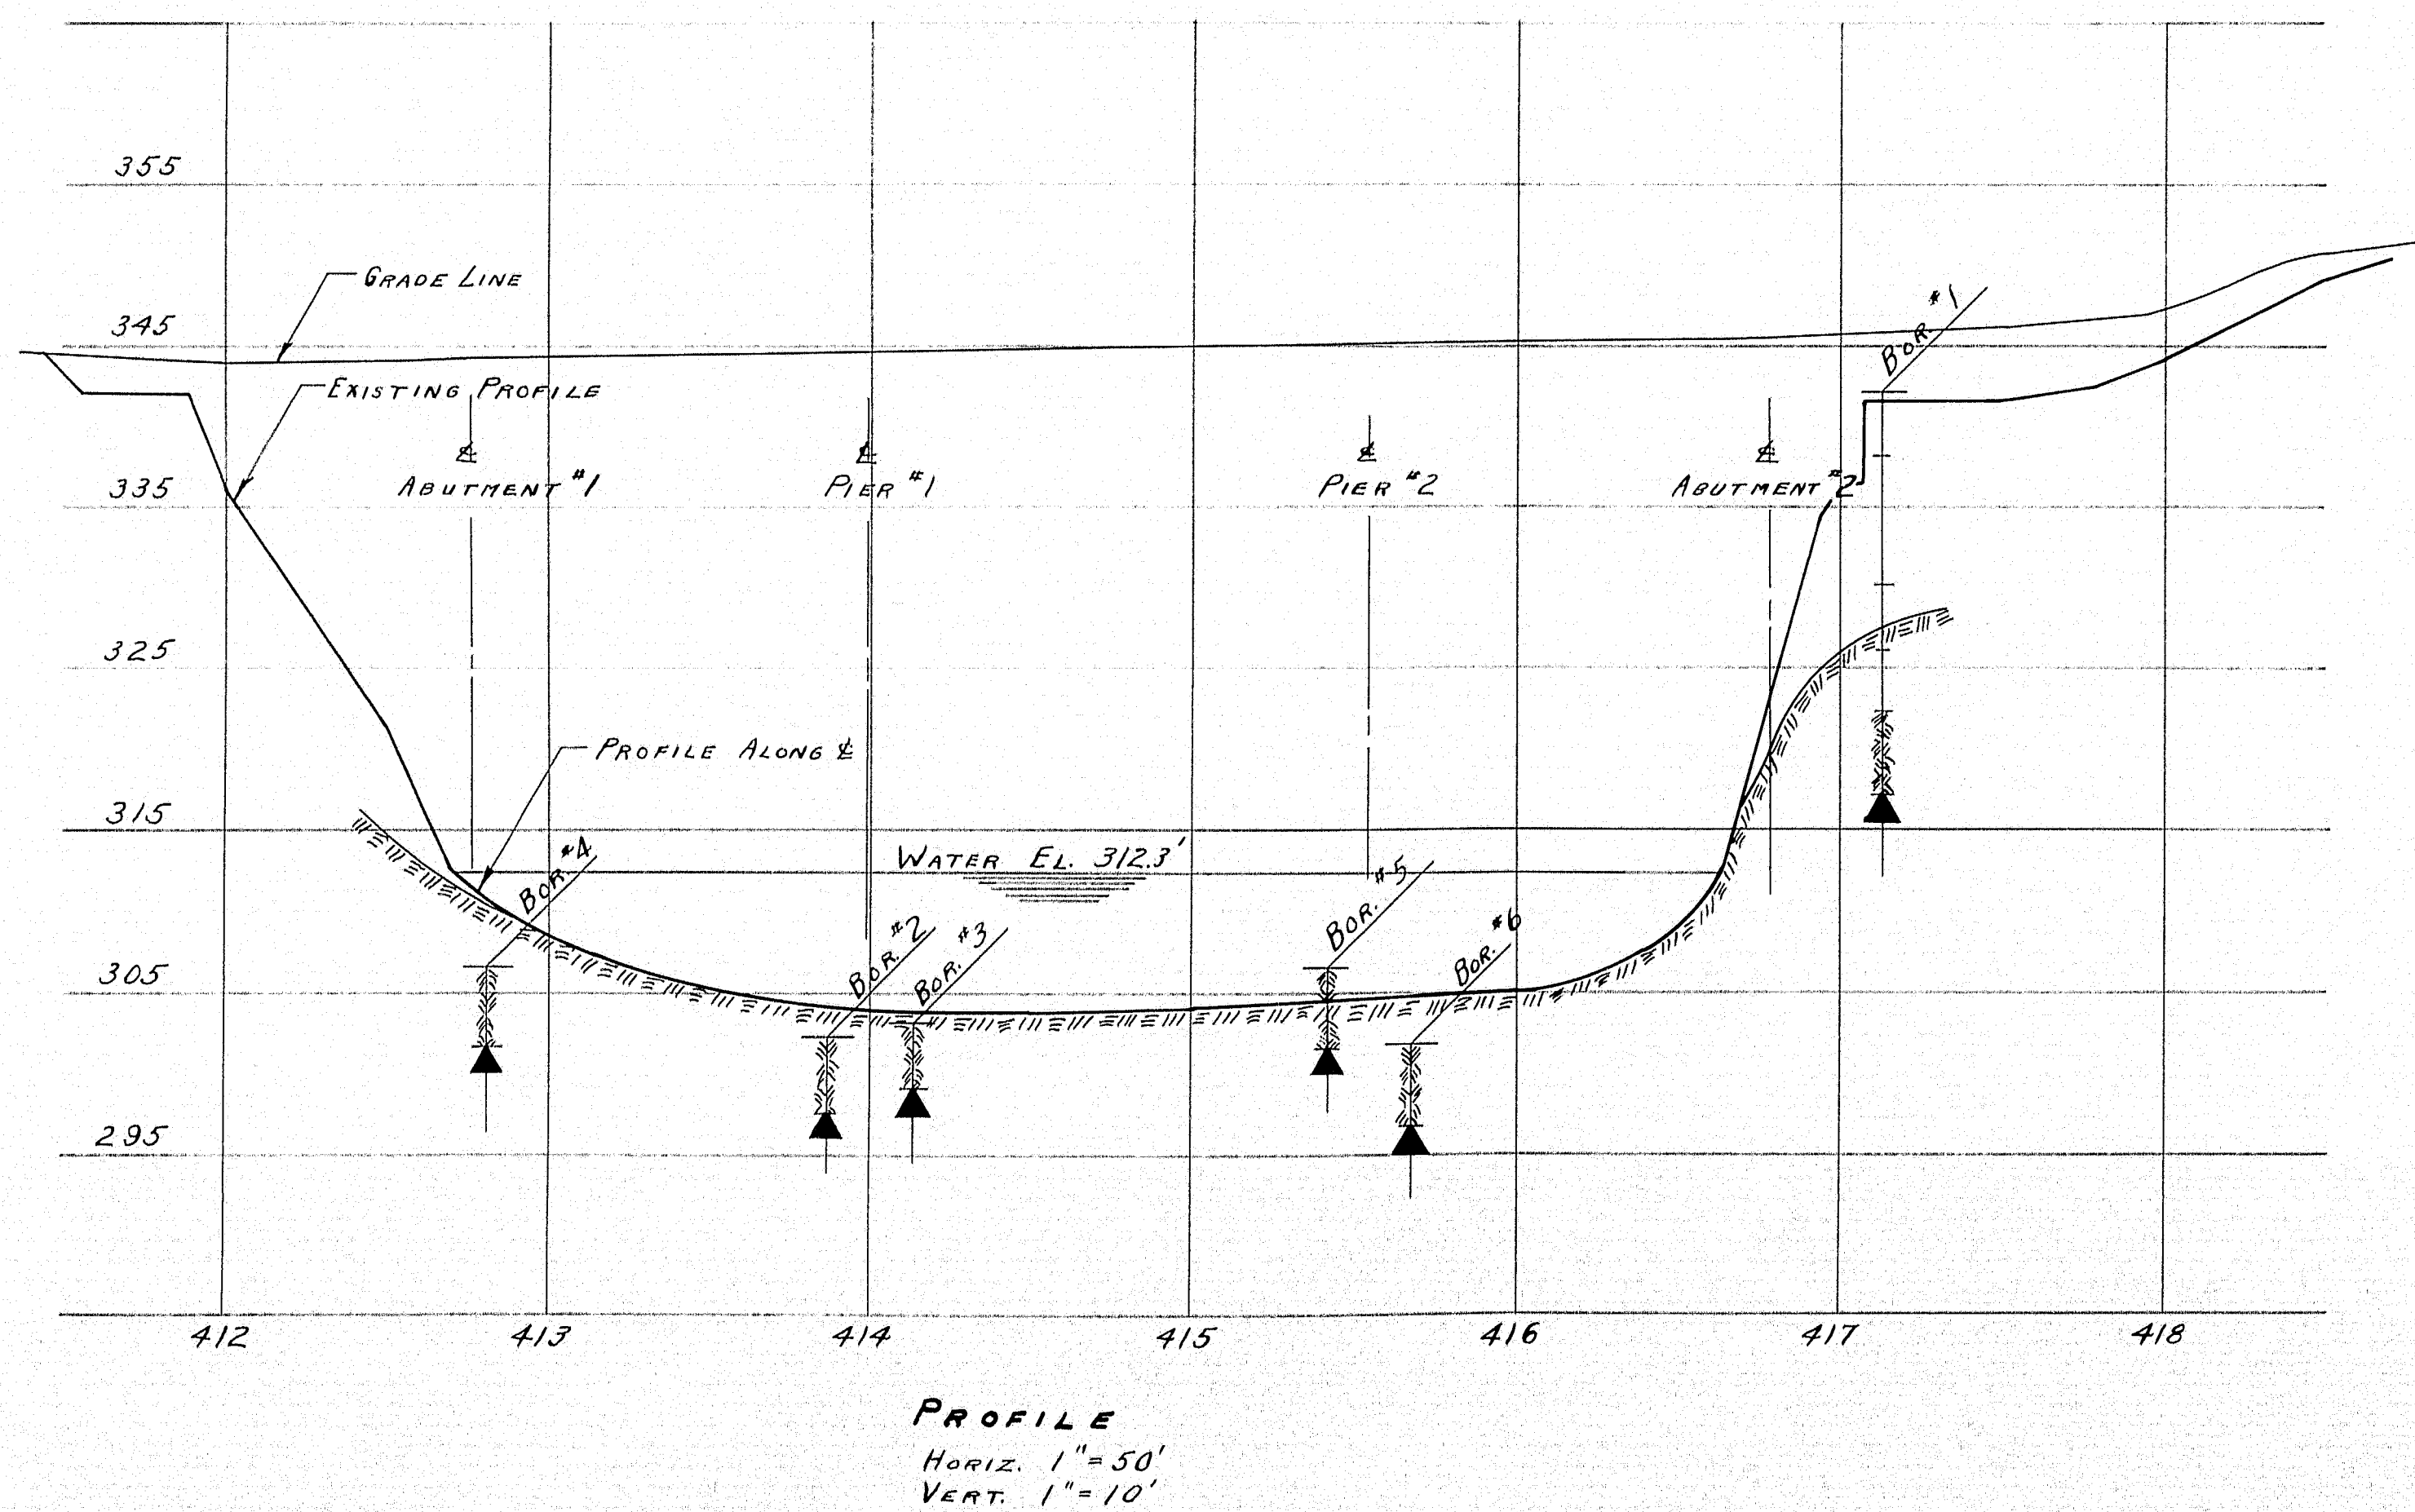 355
GRADE LINE
345
BOR. #1
EXISTING PROFILE
℄ ℄ ℄ ℄
335
ABUTMENT #1
PIER #1
PIER #2
ABUTMENT #2
325
PROFILE ALONG ℄
315
WATER EL. 312.3'
BOR. #4
BOR. #5
BOR. #2
BOR. #3
BOR. #6
305
295
412 413 414 415 416 417 418
PROFILE
HORIZ. 1"=50'
VERT. 1"=10'